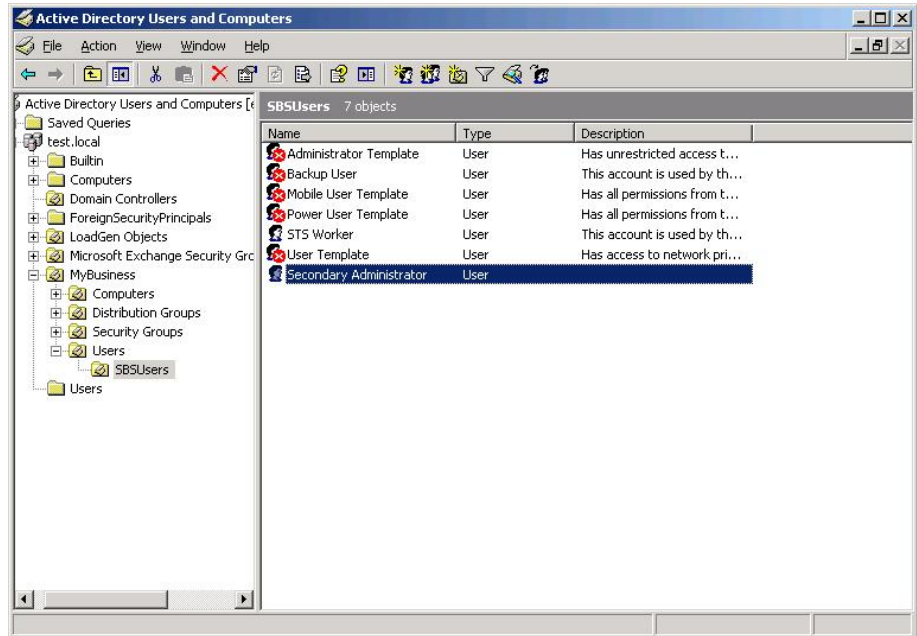 Active Directory Users and Computers
File Action View Window Help
Active Directory Users and Computers [
SBSUsers 7 objects
Saved Queries
test.local
Builtin
Computers
Domain Controllers
ForeignSecurityPrincipals
LoadGen Objects
Microsoft Exchange Security Grc
MyBusiness
Computers
Distribution Groups
Security Groups
Users
SBSUsers
Users
Name Type Description
Administrator Template User Has unrestricted access t...
Backup User User This account is used by th...
Mobile User Template User Has all permissions from t...
Power User Template User Has all permissions from t...
STS Worker User This account is used by th...
User Template User Has access to network pri...
Secondary Administrator User